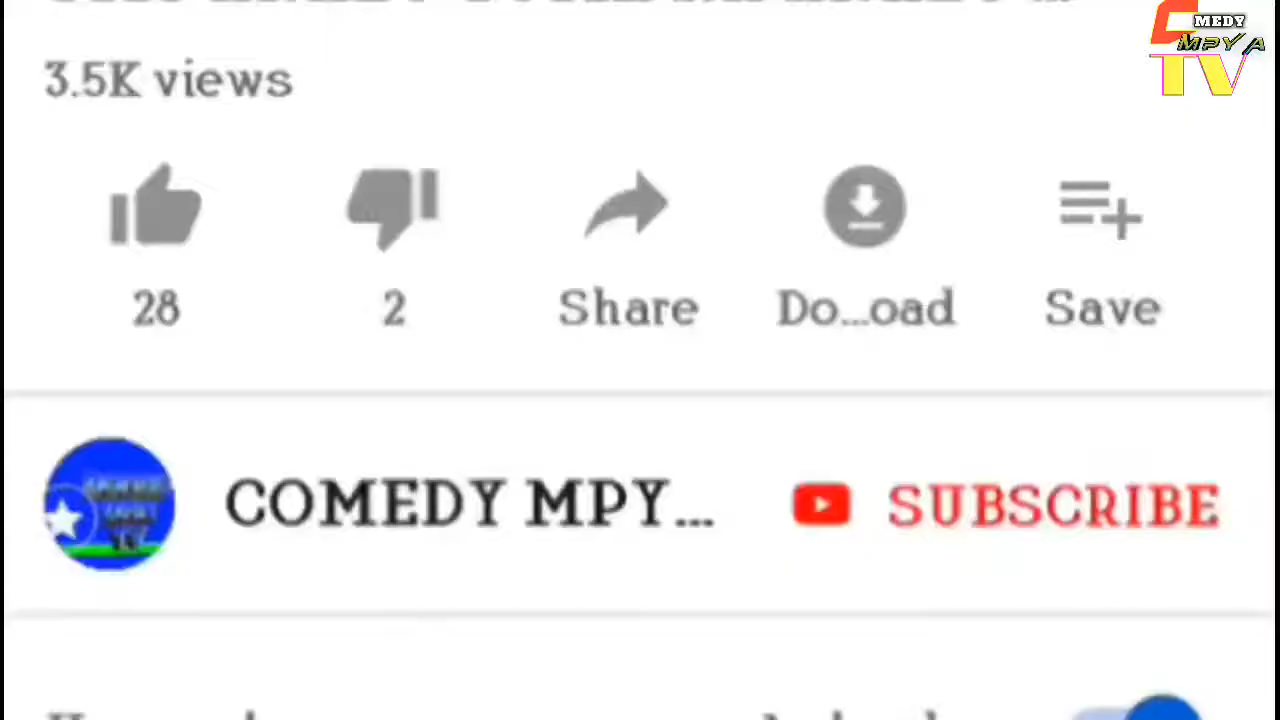 MEDY
MPYA
TV
3.5K views
28
2
Share
Do...oad
Save
COMEDY MPY...
SUBSCRIBE